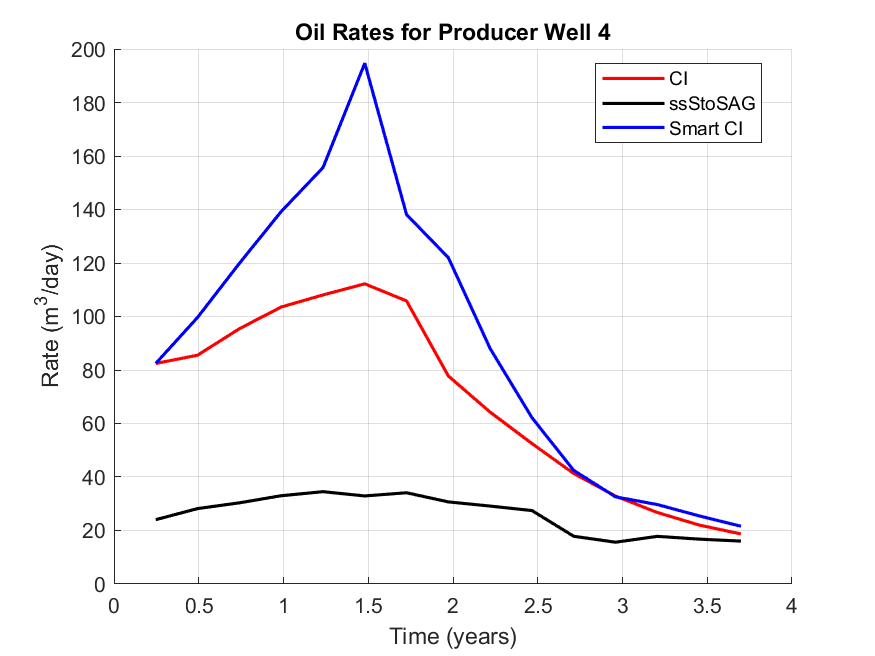 Oil Rates for Producer Well 4
CI
ssStoSAG
Smart CI
Rate (m³/day)
200
180
160
140
120
100
80
60
40
20
0
0 0.5 1 1.5 2 2.5 3 3.5 4
Time (years)